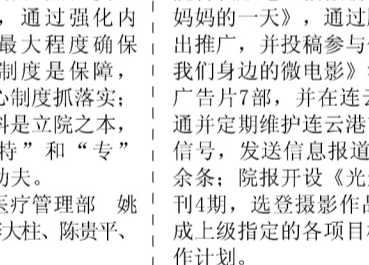 ，通过强化内
最大程度确保
制度是保障，
心制度抓落实；
科是立院之本，
特”和“专”
功夫。
医疗管理部 姚
李大柱、陈贵平、
妈妈的一天》，通过
出推广，并投稿参与
我们身边的微电影》
广告片7部，并在连云
通并定期维护连云港
信号，发送信息报道
余条；院报开设《光
刊4期，选登摄影作品
成上级指定的各项目
作计划。